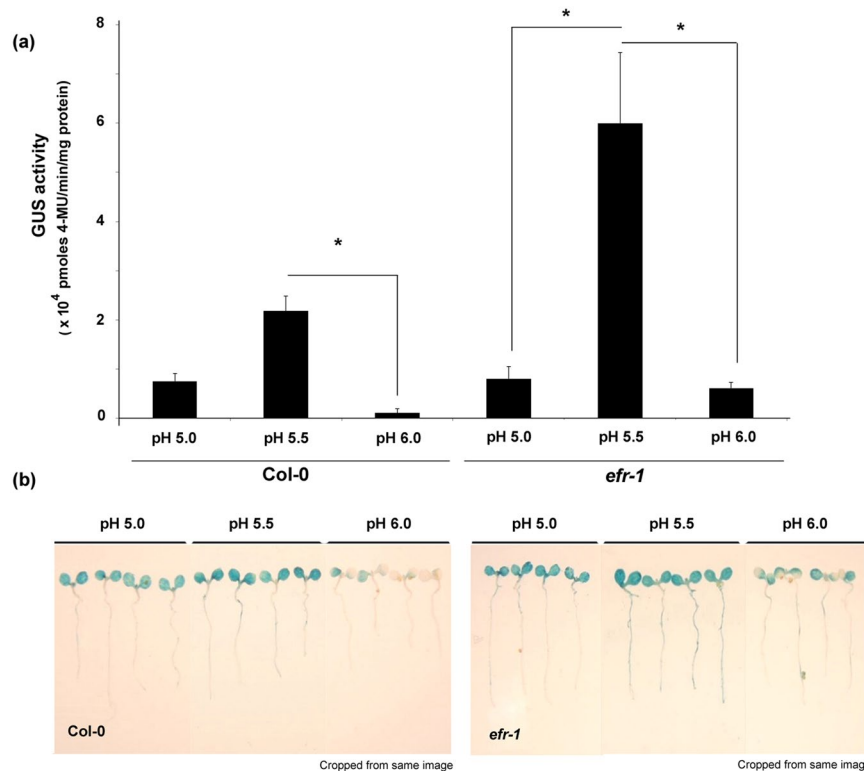 (a)
8
6
4
2
0
GUS activity
( x 10⁴ pmoles 4-MU/min/mg protein)
*
*
*
pH 5.0 pH 5.5 pH 6.0 pH 5.0 pH 5.5 pH 6.0
Col-0 efr-1
(b)
pH 5.0 pH 5.5 pH 6.0 pH 5.0 pH 5.5 pH 6.0
Col-0 efr-1
Cropped from same image Cropped from same image